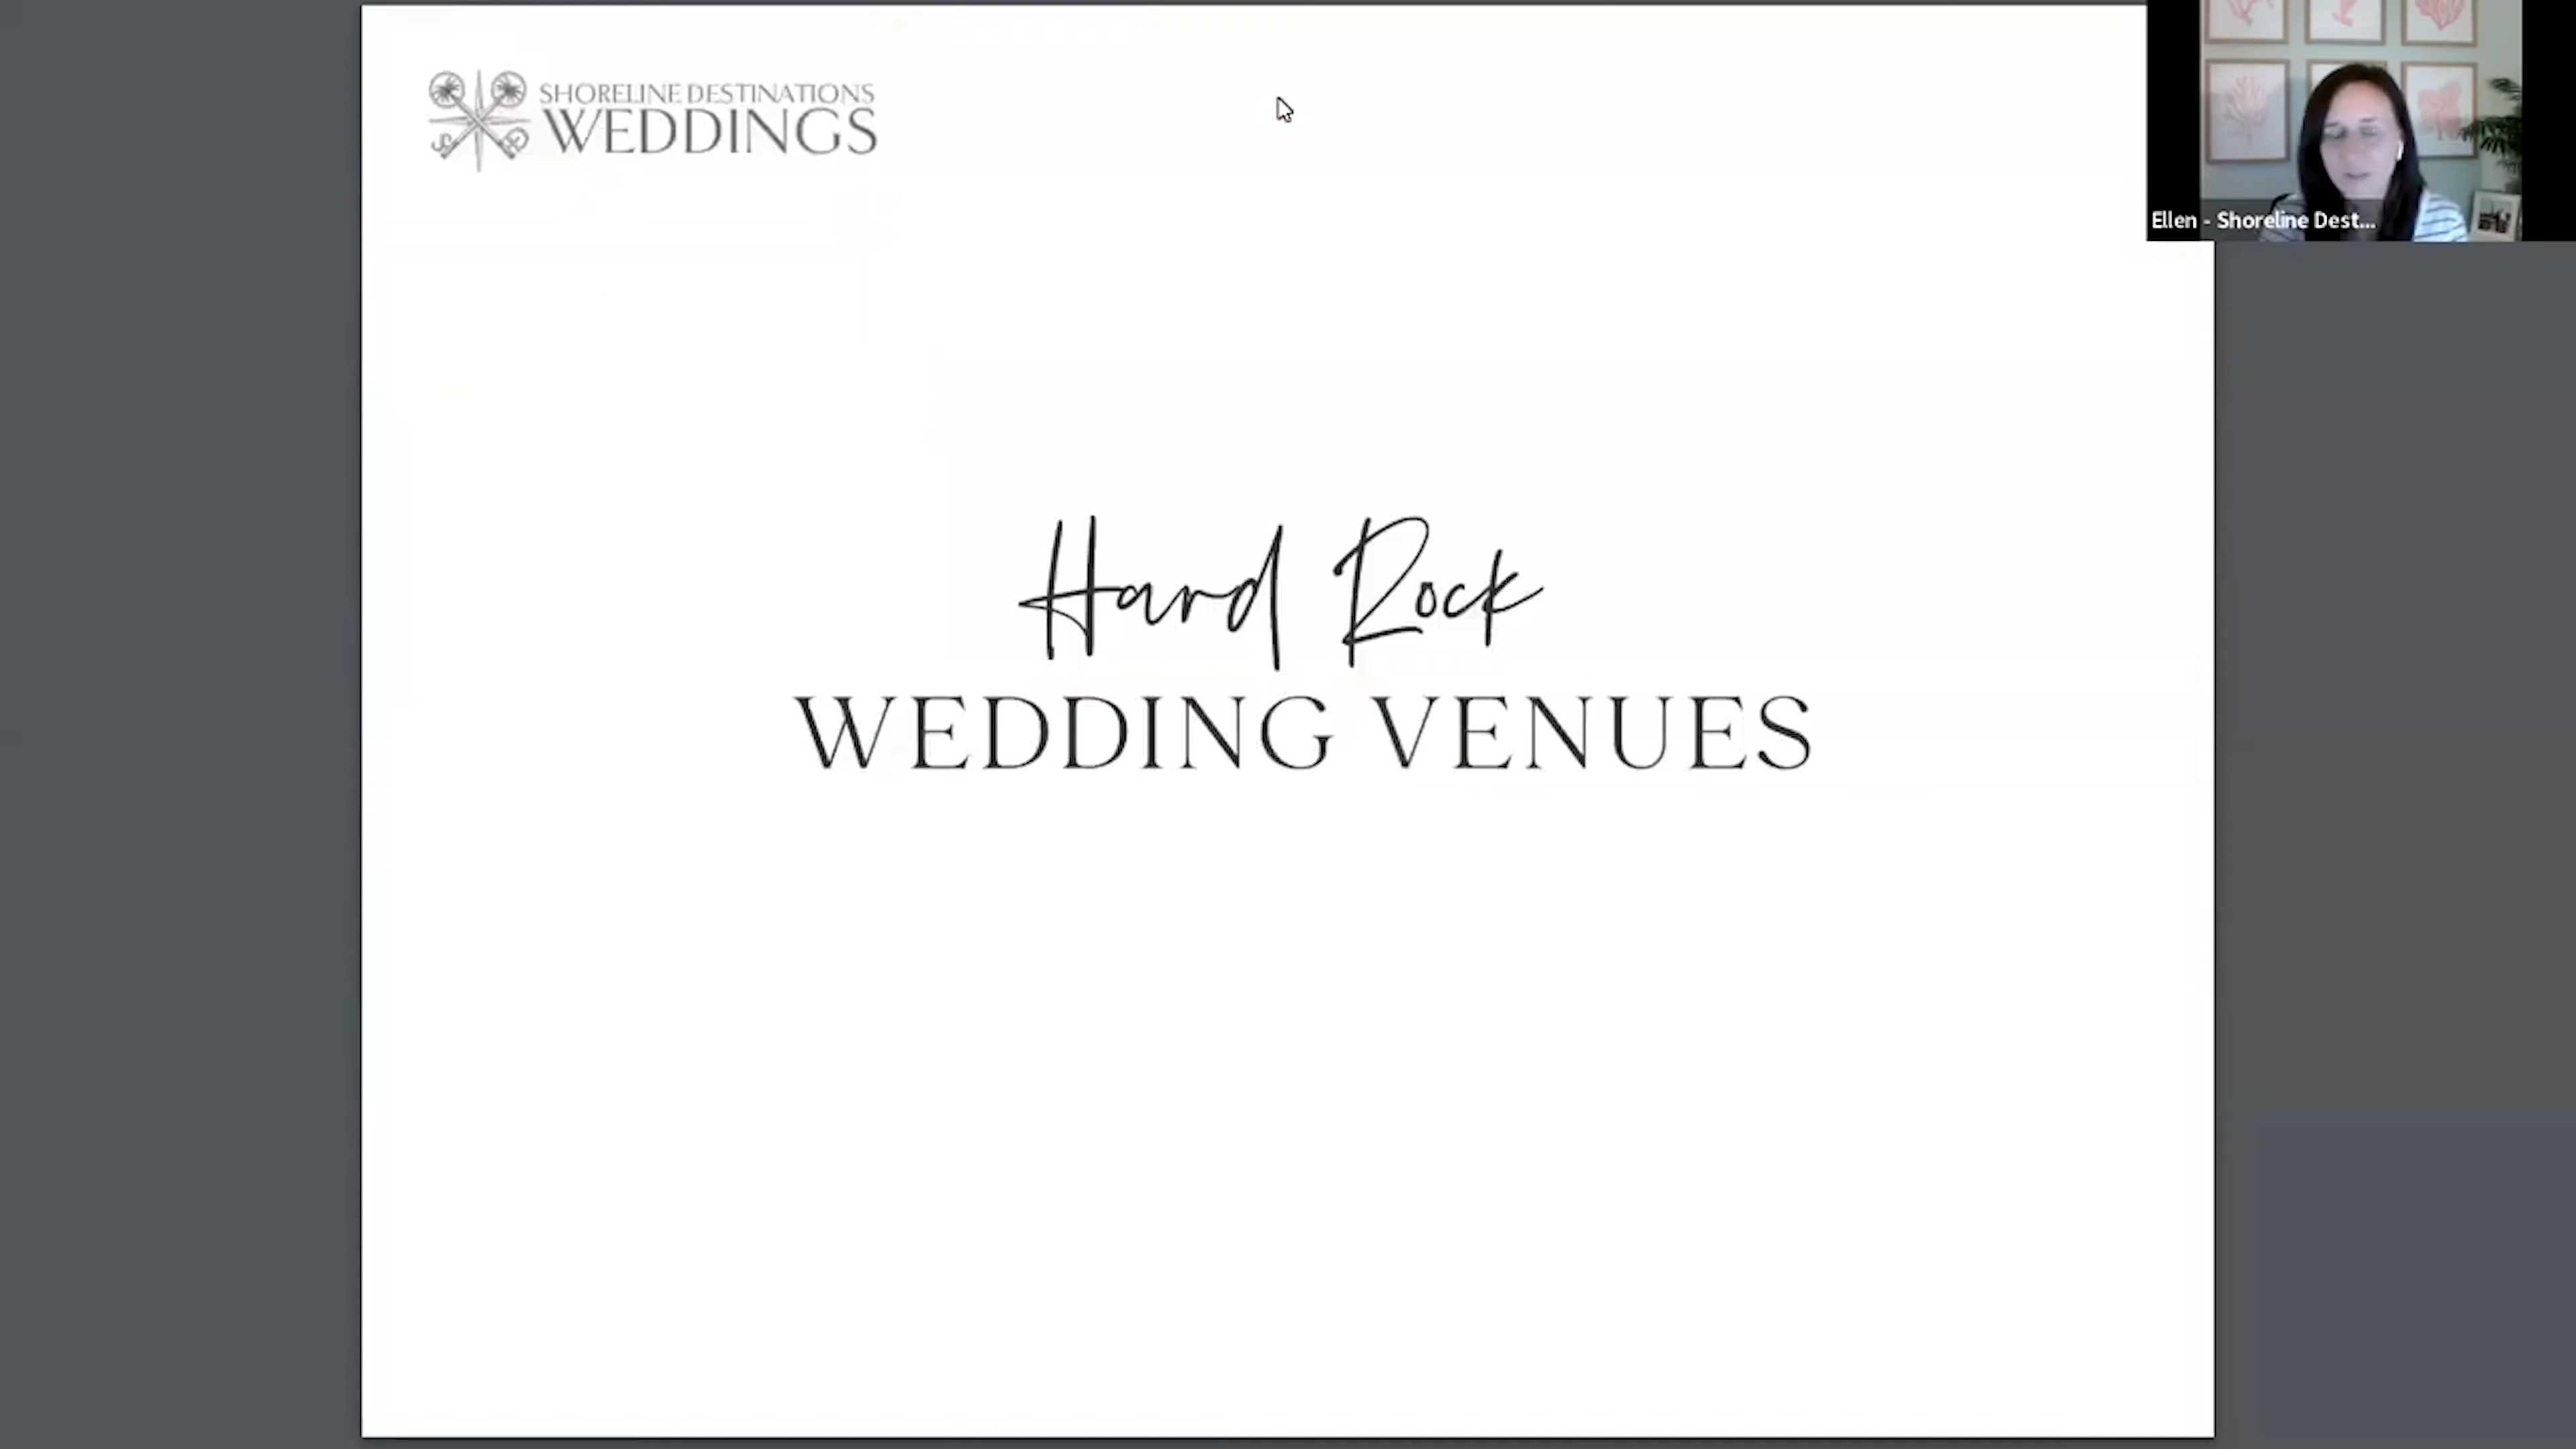 SHORELINE DESTINATIONS
WEDDINGS
Ellen - Shoreline Dest...
Hard Rock
WEDDING VENUES